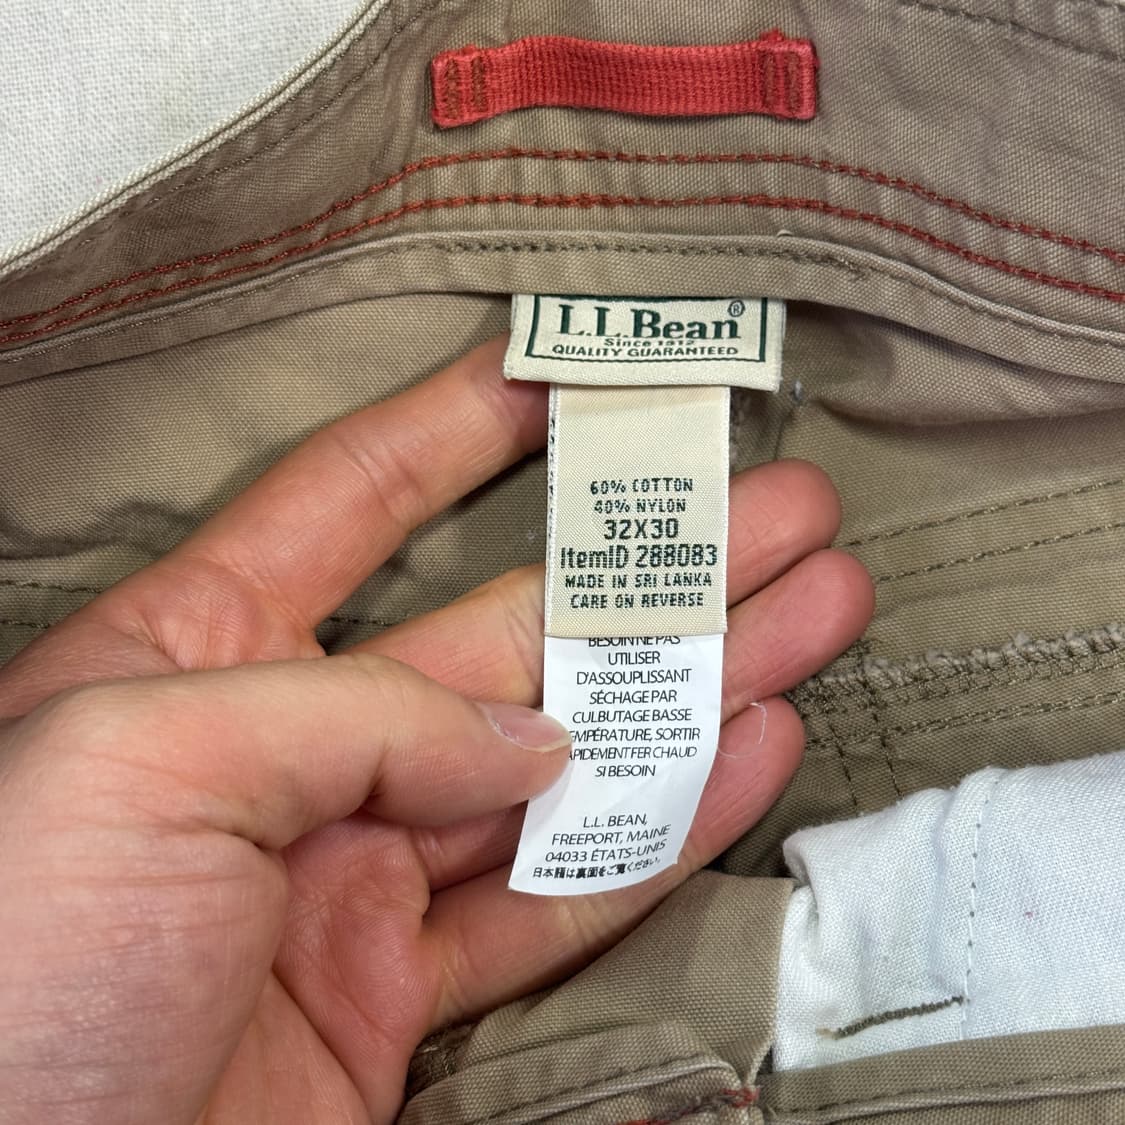 L.L.Bean®
Since 1912
QUALITY GUARANTEED
60% COTTON
40% NYLON
32X30
ItemID 288083
MADE IN SRI LANKA
CARE ON REVERSE
BESOIN NE PAS
UTILISER
D'ASSOUPLISSANT
SÉCHAGE PAR
CULBUTAGE BASSE
EMPÉRATURE, SORTIR
APIDEMENT FER CHAUD
SI BESOIN
L.L. BEAN,
FREEPORT, MAINE
04033 ÉTATS-UNIS
日本語は裏面をご覧ください。